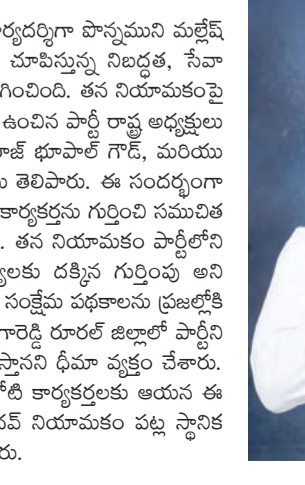 ర్యదర్శిగా పొన్నముని మల్లేష్
చూపిస్తున్న నిబద్ధత, సేవా
గించింది. తన నియామకంపై
ఉంచిన పార్టీ రాష్ట్ర అధ్యక్షులు
రాజ్ భూపాల్ గౌడ్, మరియు
తెలిపారు. ఈ సందర్భంగా
కార్యకర్తను గుర్తించి సముచిత
. తన నియామకం పార్టీలోని
లకు దక్కిన గుర్తింపు అని
సంక్షేమ పథకాలను ప్రజల్లోకి
గారెడ్డి రూరల్ జిల్లాలో పార్టీని
స్తానని ధీమా వ్యక్తం చేశారు.
టి కార్యకర్తలకు ఆయన ఈ
దవ్ నియామకం పట్ల స్థానిక
రు.